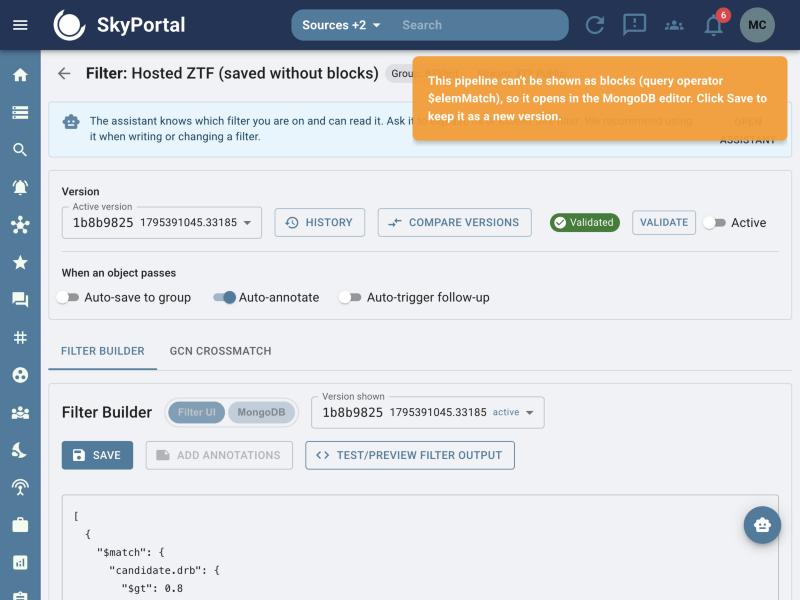 SkyPortal
Sources +2
Search
6
MC
Filter: Hosted ZTF (saved without blocks)
This pipeline can't be shown as blocks (query operator
$elemMatch), so it opens in the MongoDB editor. Click Save to
keep it as a new version.
The assistant knows which filter you are on and can read it. Ask it
it when writing or changing a filter.
ASSISTANT
Version
Active version
1b8b9825 1795391045.33185
HISTORY
COMPARE VERSIONS
Validated
VALIDATE
Active
When an object passes
Auto-save to group
Auto-annotate
Auto-trigger follow-up
FILTER BUILDER
GCN CROSSMATCH
Filter Builder
Filter UI
MongoDB
Version shown
1b8b9825 1795391045.33185 active
SAVE
ADD ANNOTATIONS
TEST/PREVIEW FILTER OUTPUT
[
{
"$match": {
"candidate.drb": {
"$gt": 0.8